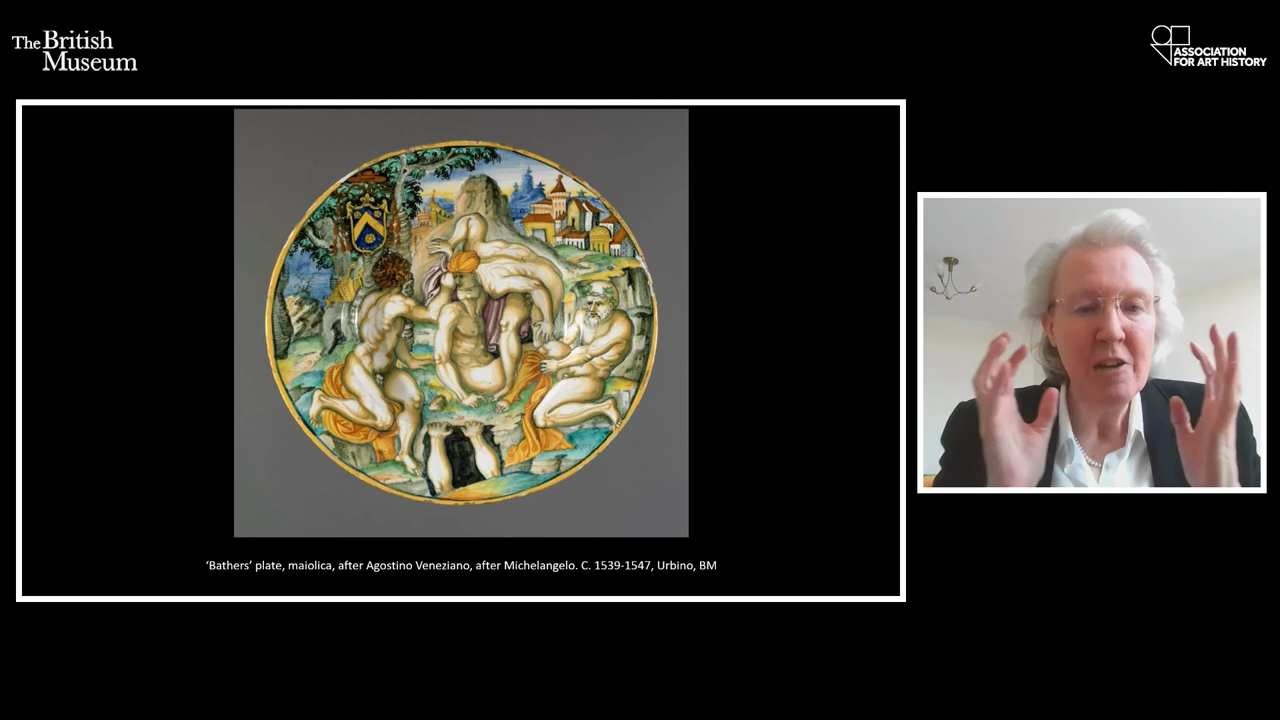 The British
Museum
ASSOCIATION
FOR ART HISTORY
‘Bathers’ plate, maiolica, after Agostino Veneziano, after Michelangelo. C. 1539-1547, Urbino, BM